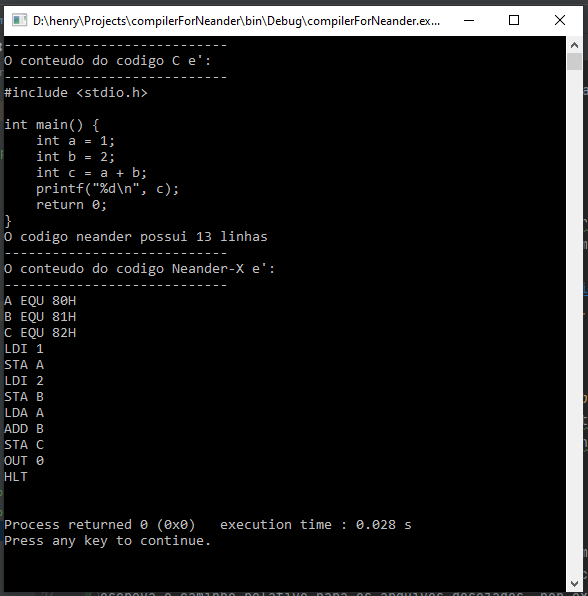 D:\henry\Projects\compilerForNeander\bin\Debug\compilerForNeander.ex...
----------------------------
O conteudo do codigo C e':
----------------------------
#include <stdio.h>

int main() {
    int a = 1;
    int b = 2;
    int c = a + b;
    printf("%d\n", c);
    return 0;
}
O codigo neander possui 13 linhas
----------------------------
O conteudo do codigo Neander-X e':
----------------------------
A EQU 80H
B EQU 81H
C EQU 82H
LDI 1
STA A
LDI 2
STA B
LDA A
ADD B
STA C
OUT 0
HLT

Process returned 0 (0x0)   execution time : 0.028 s
Press any key to continue.